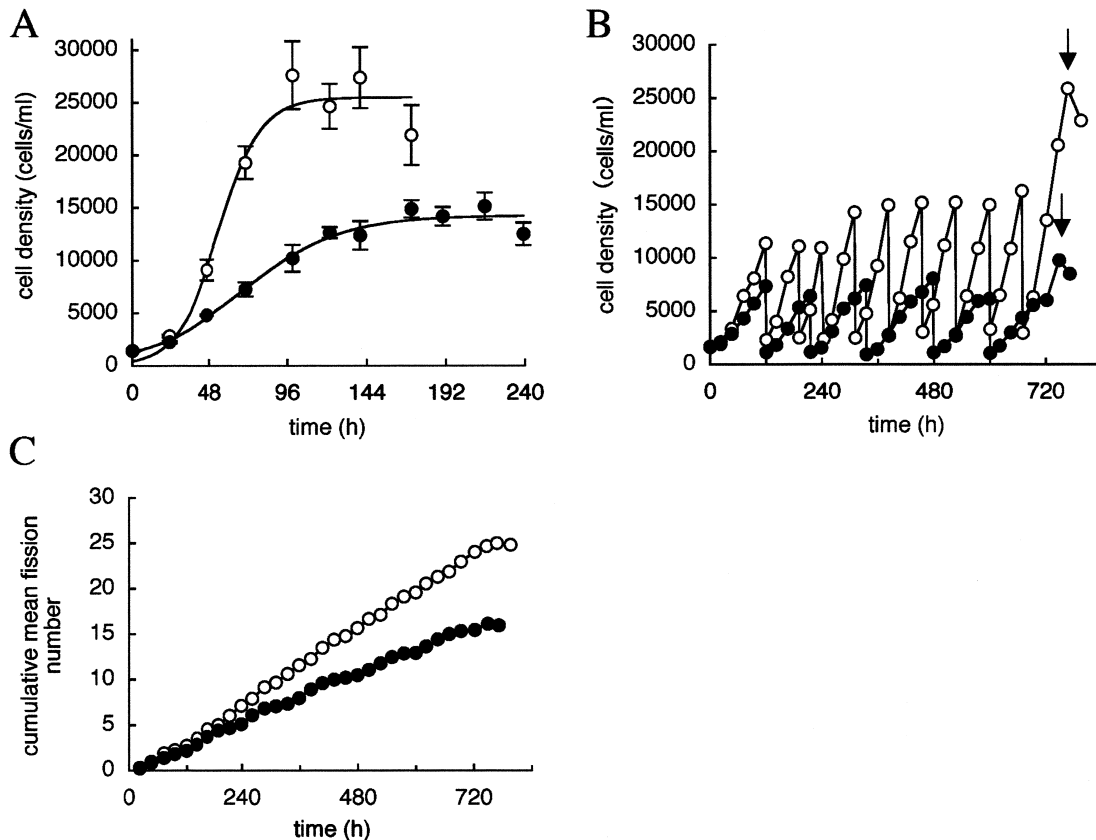 A
30000
25000
20000
15000
10000
5000
0
cell density (cells/ml)
0 48 96 144 192 240
time (h)
B
30000
25000
20000
15000
10000
5000
0
cell density (cells/ml)
0 240 480 720
time (h)
C
30
25
20
15
10
5
0
cumulative mean fission
number
0 240 480 720
time (h)